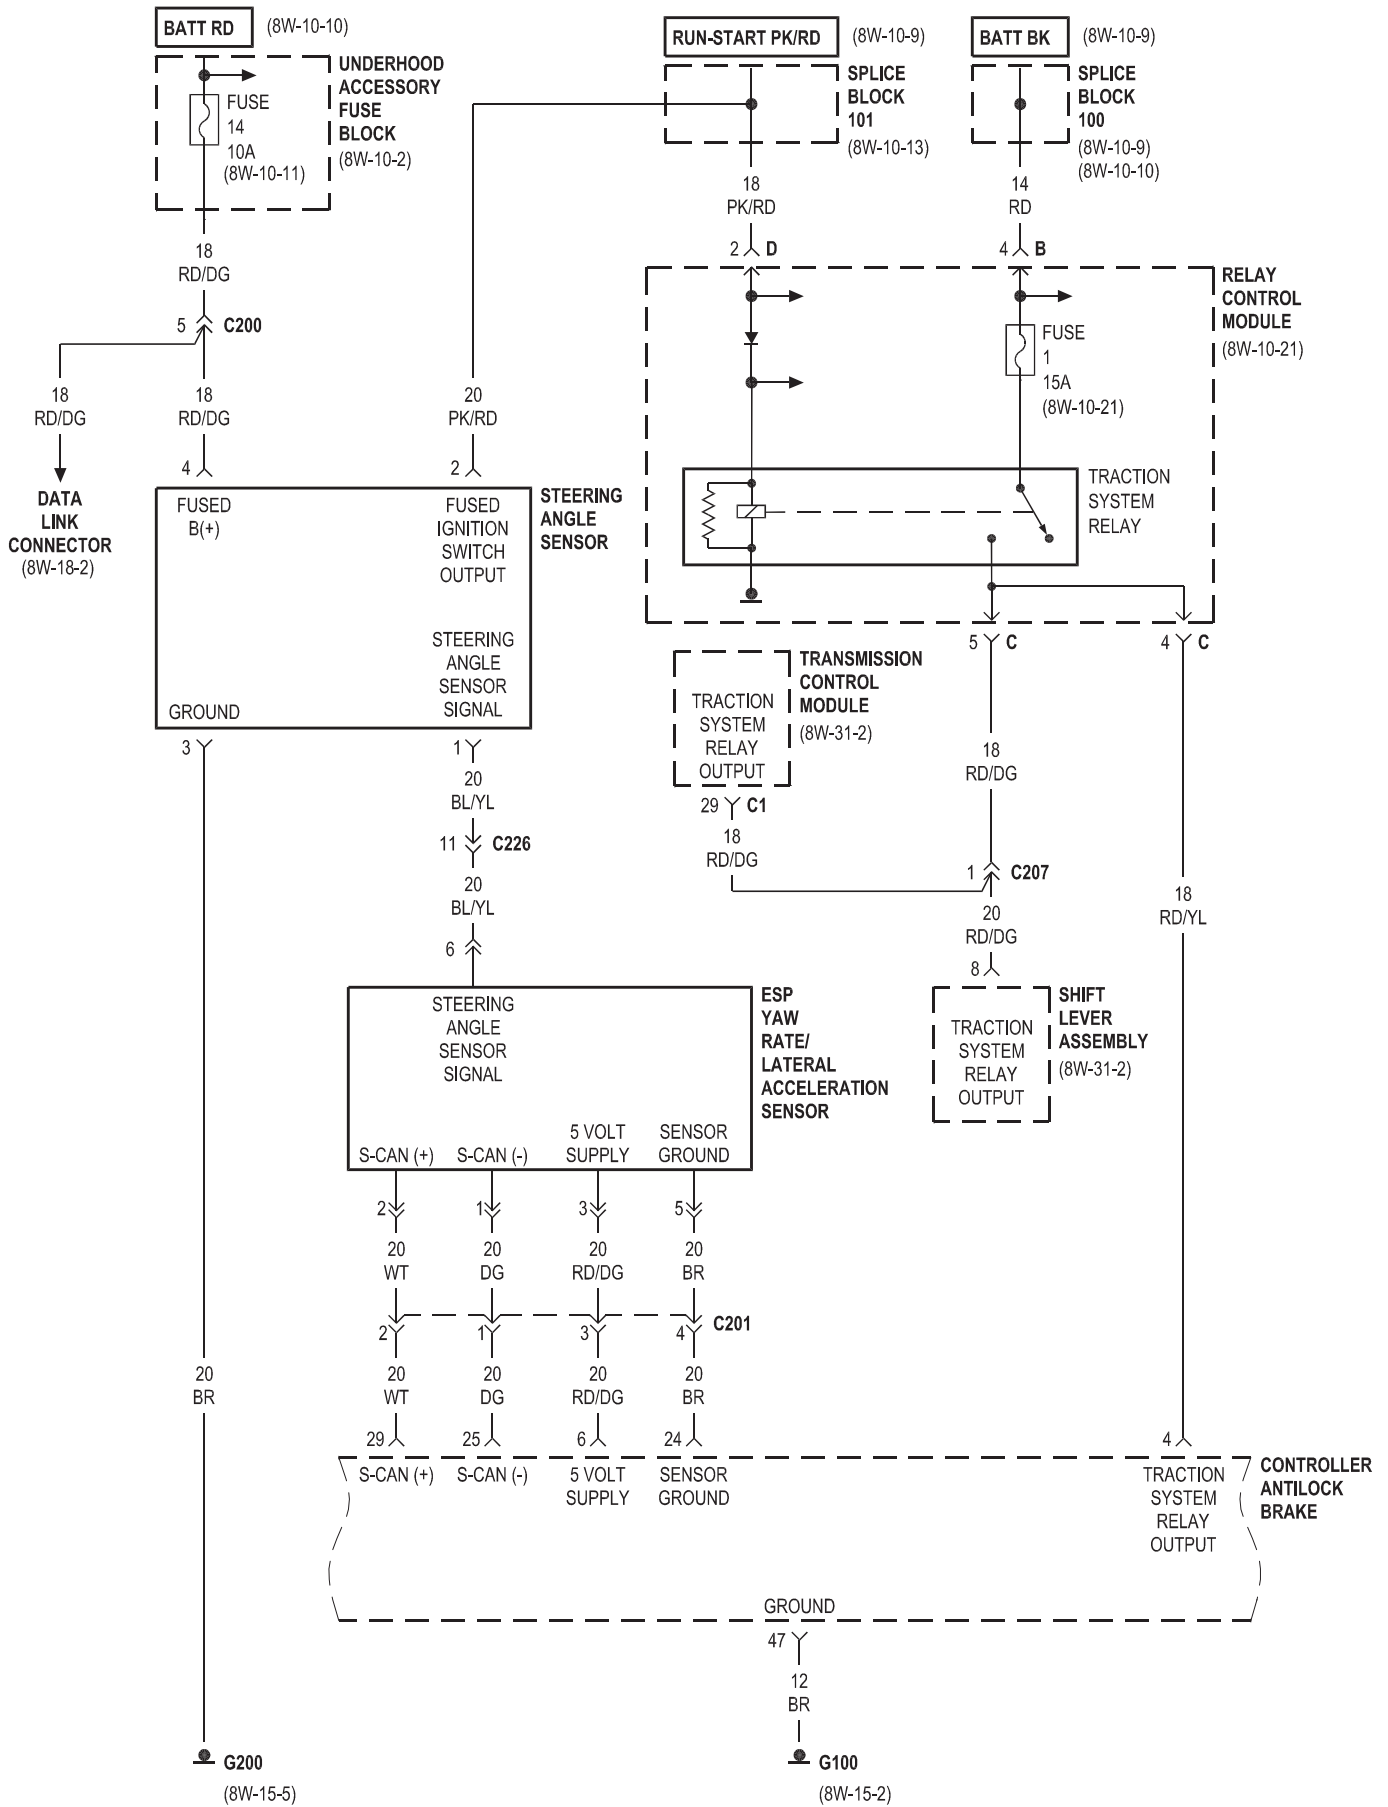 BATT RD
(8W-10-10)
RUN-START PK/RD
(8W-10-9)
BATT BK
(8W-10-9)
UNDERHOOD
ACCESSORY
FUSE
BLOCK
(8W-10-2)
FUSE
14
10A
(8W-10-11)
SPLICE
BLOCK
101
(8W-10-13)
SPLICE
BLOCK
100
(8W-10-9)
(8W-10-10)
18
PK/RD
14
RD
2
D
4
B
18
RD/DG
5
C200
18
RD/DG
18
RD/DG
20
PK/RD
RELAY
CONTROL
MODULE
(8W-10-21)
FUSE
1
15A
(8W-10-21)
DATA
LINK
CONNECTOR
(8W-18-2)
4
2
FUSED
B(+)
FUSED
IGNITION
SWITCH
OUTPUT
STEERING
ANGLE
SENSOR
TRACTION
SYSTEM
RELAY
STEERING
ANGLE
SENSOR
SIGNAL
GROUND
5
C
4
C
TRACTION
SYSTEM
RELAY
OUTPUT
TRANSMISSION
CONTROL
MODULE
(8W-31-2)
3
1
20
BL/YL
11
C226
20
BL/YL
6
29
C1
18
RD/DG
18
RD/DG
1
C207
20
RD/DG
8
18
RD/YL
STEERING
ANGLE
SENSOR
SIGNAL
ESP
YAW
RATE/
LATERAL
ACCELERATION
SENSOR
TRACTION
SYSTEM
RELAY
OUTPUT
SHIFT
LEVER
ASSEMBLY
(8W-31-2)
S-CAN (+)
S-CAN (-)
5 VOLT
SUPPLY
SENSOR
GROUND
2
1
3
5
20
WT
20
DG
20
RD/DG
20
BR
2
1
3
4
C201
20
BR
20
WT
20
DG
20
RD/DG
20
BR
29
25
6
24
4
S-CAN (+)
S-CAN (-)
5 VOLT
SUPPLY
SENSOR
GROUND
TRACTION
SYSTEM
RELAY
OUTPUT
CONTROLLER
ANTILOCK
BRAKE
GROUND
47
12
BR
G200
(8W-15-5)
G100
(8W-15-2)